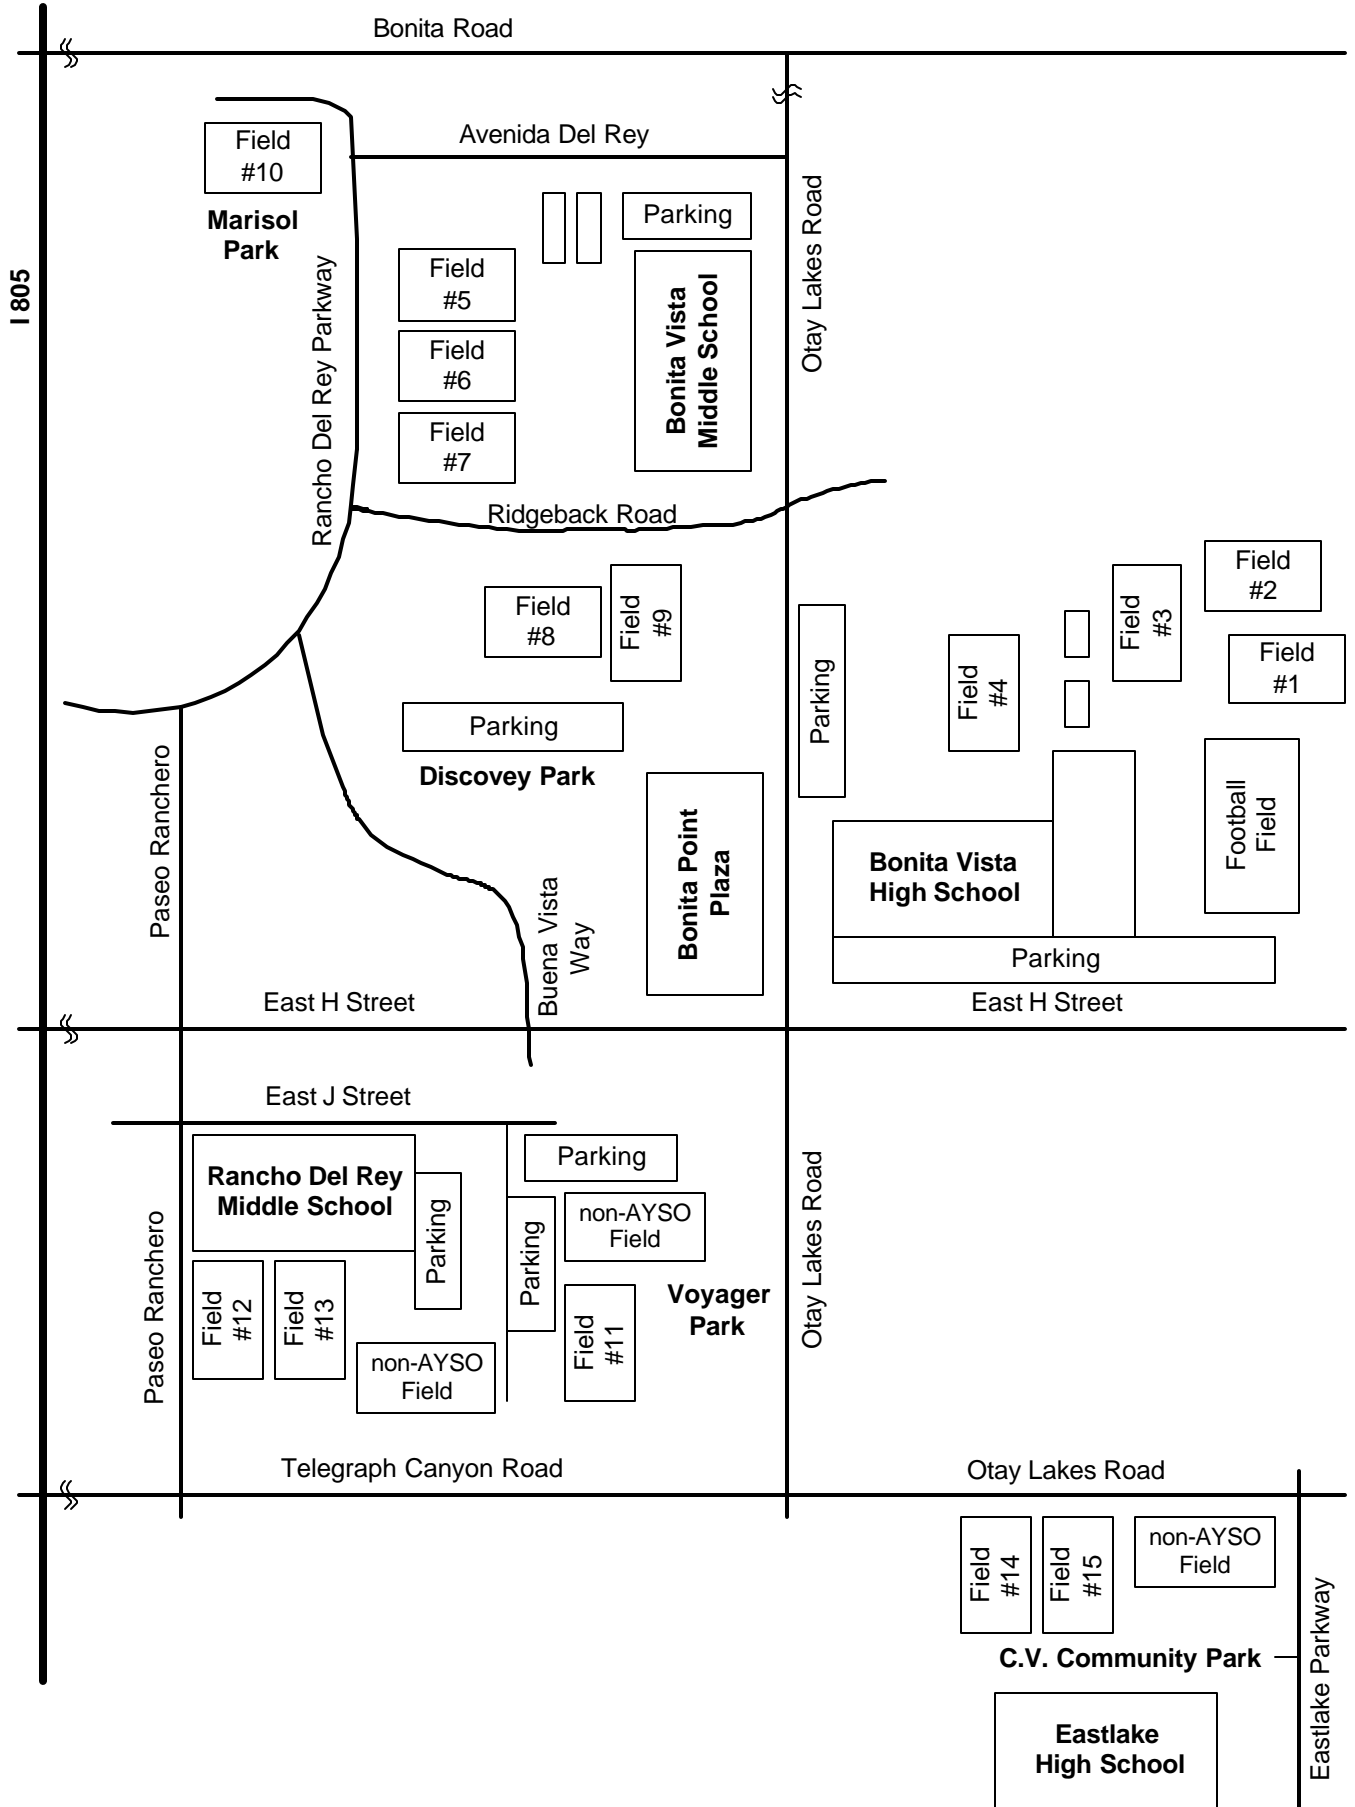 Bonita Road
Avenida Del Rey
Field
#10
Marisol
Park
I 805
Rancho Del Rey Parkway
Field
#5
Field
#6
Field
#7
Parking
Bonita Vista
Middle School
Otay Lakes Road
Ridgeback Road
Field
#8
Field
#9
Parking
Discovey Park
Parking
Field
#4
Field
#3
Field
#2
Field
#1
Football
Field
Paseo Ranchero
Buena Vista
Way
Bonita Point
Plaza
Bonita Vista
High School
Parking
East H Street
East H Street
East J Street
Rancho Del Rey
Middle School
Parking
Parking
Parking
non-AYSO
Field
Voyager
Park
Otay Lakes Road
Paseo Ranchero
Field
#12
Field
#13
non-AYSO
Field
Field
#11
Telegraph Canyon Road
Otay Lakes Road
Field
#14
Field
#15
non-AYSO
Field
C.V. Community Park
Eastlake Parkway
Eastlake
High School